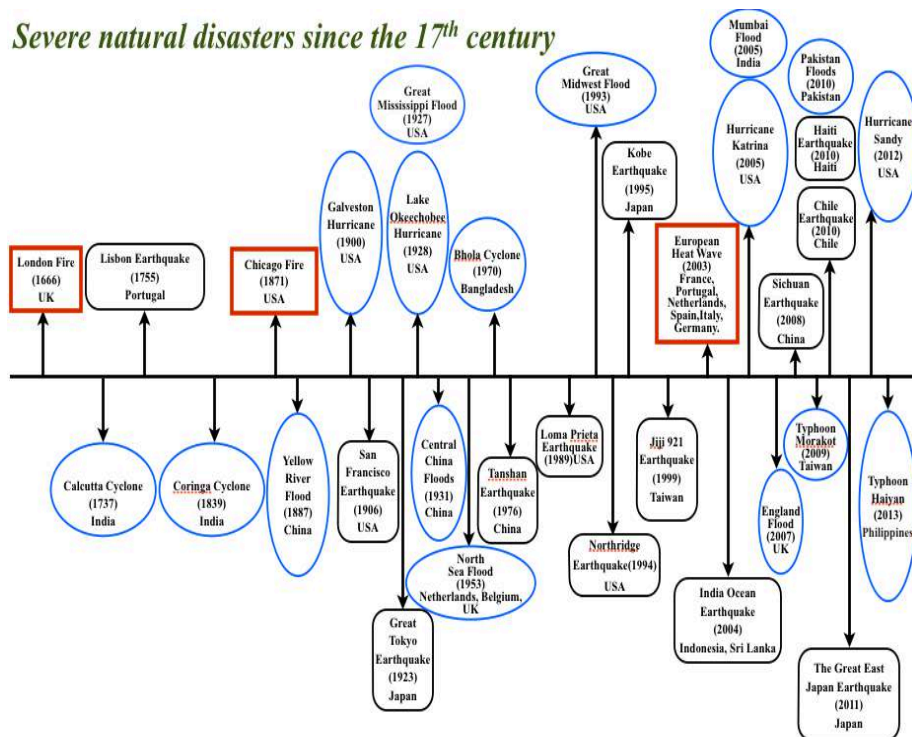 Severe natural disasters since the 17th century
London Fire
(1666)
UK
Lisbon Earthquake
(1755)
Portugal
Chicago Fire
(1871)
USA
Galveston
Hurricane
(1900)
USA
Great
Mississippi Flood
(1927)
USA
Lake
Okeechobee
Hurricane
(1928)
USA
Bhola Cyclone
(1970)
Bangladesh
Great
Midwest Flood
(1993)
USA
Kobe
Earthquake
(1995)
Japan
European
Heat Wave
(2003)
France,
Portugal,
Netherlands,
Spain,Italy,
Germany.
Mumbai
Flood
(2005)
India
Hurricane
Katrina
(2005)
USA
Sichuan
Earthquake
(2008)
China
Pakistan
Floods
(2010)
Pakistan
Haiti
Earthquake
(2010)
Haiti
Chile
Earthquake
(2010)
Chile
Hurricane
Sandy
(2012)
USA
Calcutta Cyclone
(1737)
India
Coringa Cyclone
(1839)
India
Yellow
River
Flood
(1887)
China
San
Francisco
Earthquake
(1906)
USA
Great
Tokyo
Earthquake
(1923)
Japan
Central
China
Floods
(1931)
China
North
Sea Flood
(1953)
Netherlands, Belgium,
UK
Tanshan
Earthquake
(1976)
China
Loma Prieta
Earthquake
(1989)USA
Northridge
Earthquake(1994)
USA
Jiji 921
Earthquake
(1999)
Taiwan
India Ocean
Earthquake
(2004)
Indonesia, Sri Lanka
England
Flood
(2007)
UK
Typhoon
Morakot
(2009)
Taiwan
The Great East
Japan Earthquake
(2011)
Japan
Typhoon
Haiyan
(2013)
Philippines